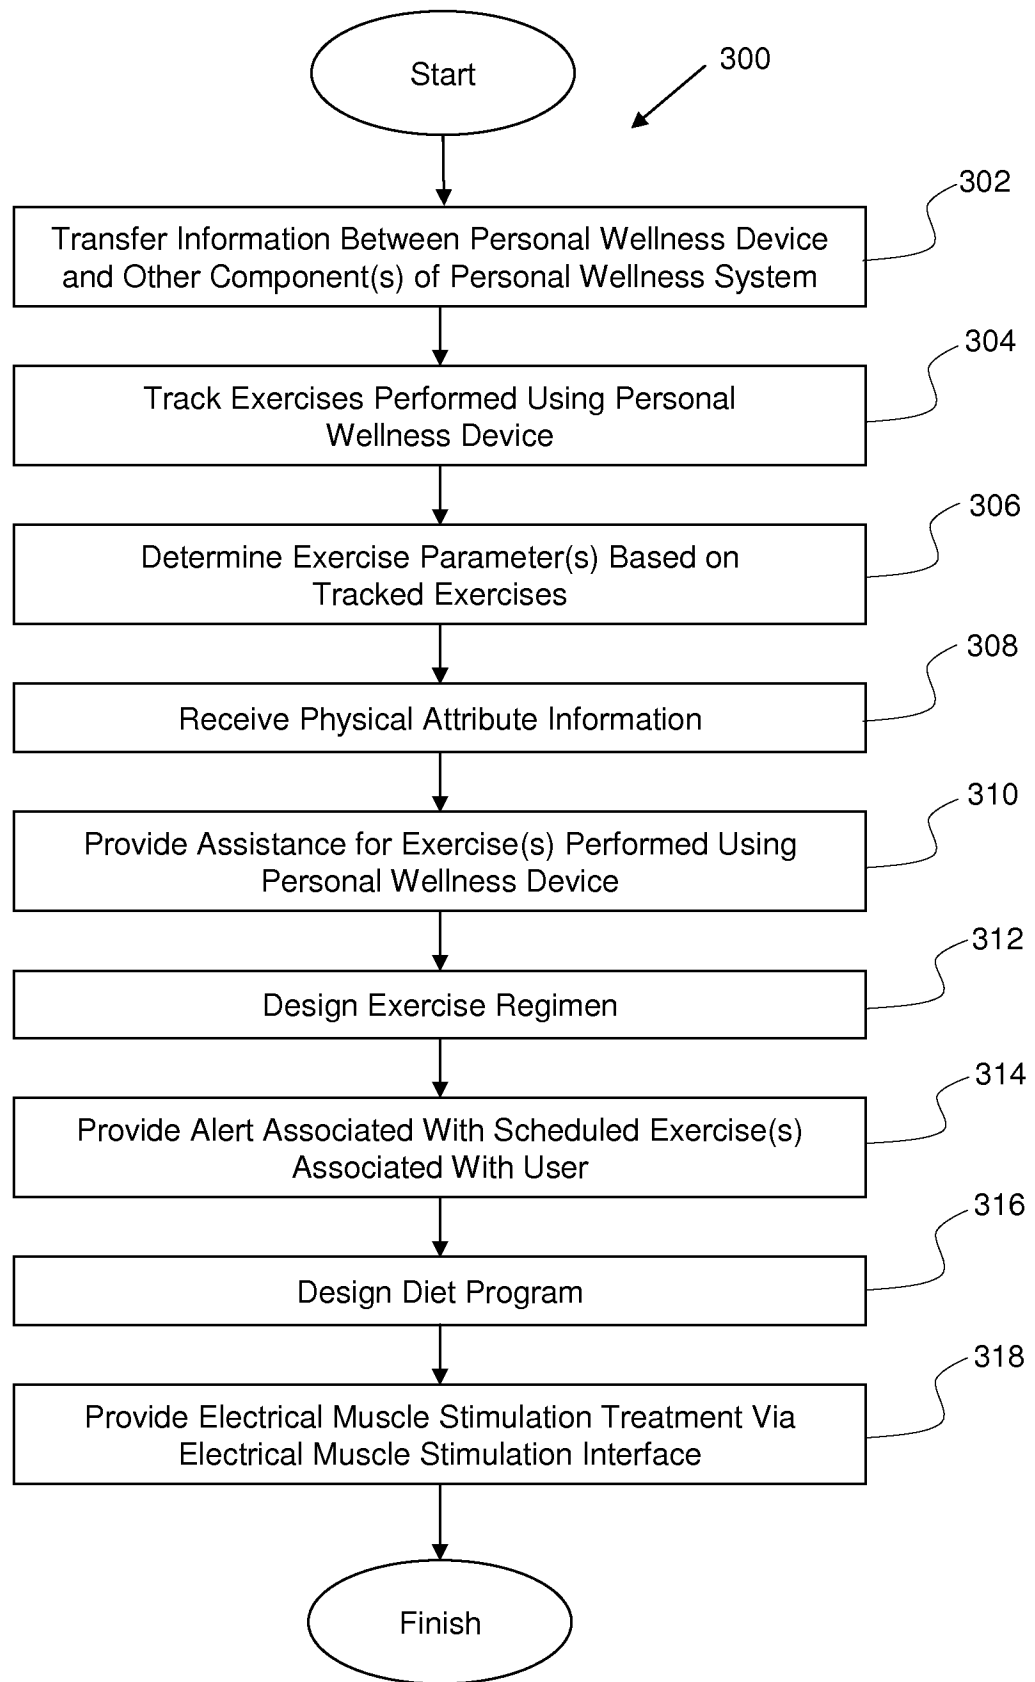 Start
300
302
Transfer Information Between Personal Wellness Device
and Other Component(s) of Personal Wellness System
304
Track Exercises Performed Using Personal
Wellness Device
306
Determine Exercise Parameter(s) Based on
Tracked Exercises
308
Receive Physical Attribute Information
310
Provide Assistance for Exercise(s) Performed Using
Personal Wellness Device
312
Design Exercise Regimen
314
Provide Alert Associated With Scheduled Exercise(s)
Associated With User
316
Design Diet Program
318
Provide Electrical Muscle Stimulation Treatment Via
Electrical Muscle Stimulation Interface
Finish